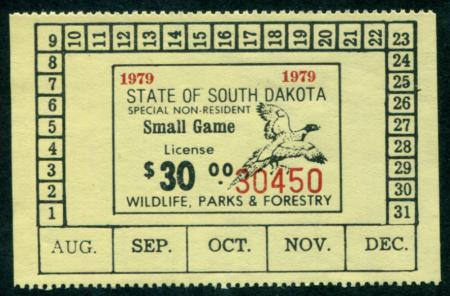 9 10 11 12 13 14 15 16 17 18 19 20 21 22 23
8 24
7 25
6 26
5 27
4 28
3 29
2 30
1 31
1979 1979
STATE OF SOUTH DAKOTA
SPECIAL NON-RESIDENT
Small Game
License
$30 00 30450
WILDLIFE, PARKS & FORESTRY
AUG. SEP. OCT. NOV. DEC.